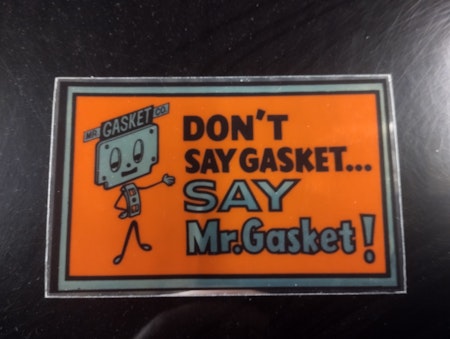 MR. GASKET CO.
DON'T
SAY GASKET...
SAY
Mr. Gasket!